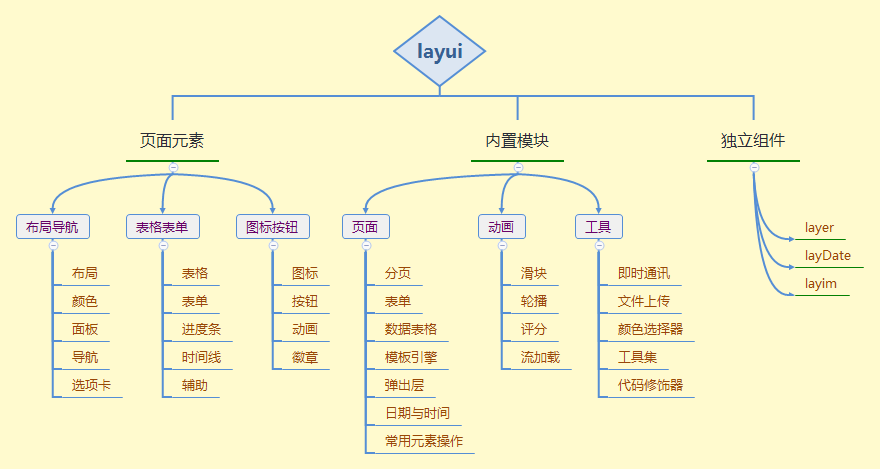 layui
页面元素
内置模块
独立组件
布局导航
表格表单
图标按钮
页面
动画
工具
布局
颜色
面板
导航
选项卡
表格
表单
进度条
时间线
辅助
图标
按钮
动画
徽章
分页
表单
数据表格
模板引擎
弹出层
日期与时间
常用元素操作
滑块
轮播
评分
流加载
即时通讯
文件上传
颜色选择器
工具集
代码修饰器
layer
layDate
layim